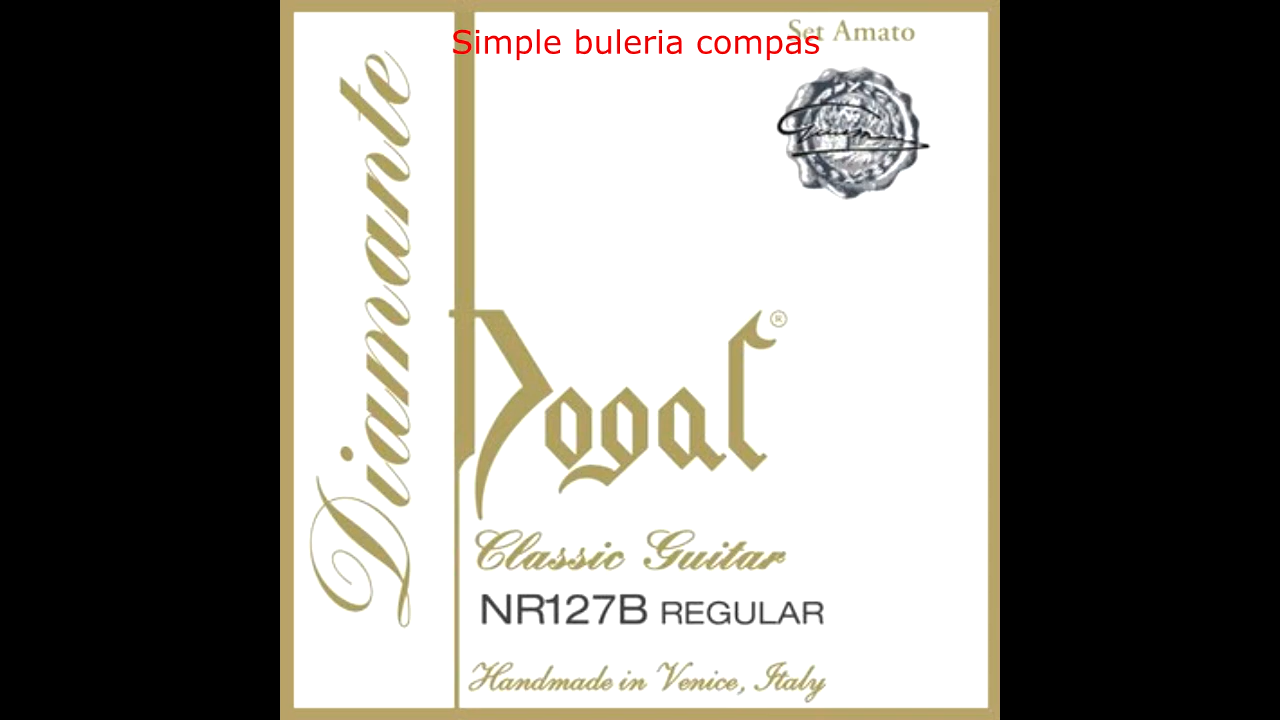 Simple buleria compas
Set Amato
Diamante
Dogal®
Classic Guitar
NR127B REGULAR
Handmade in Venice, Italy